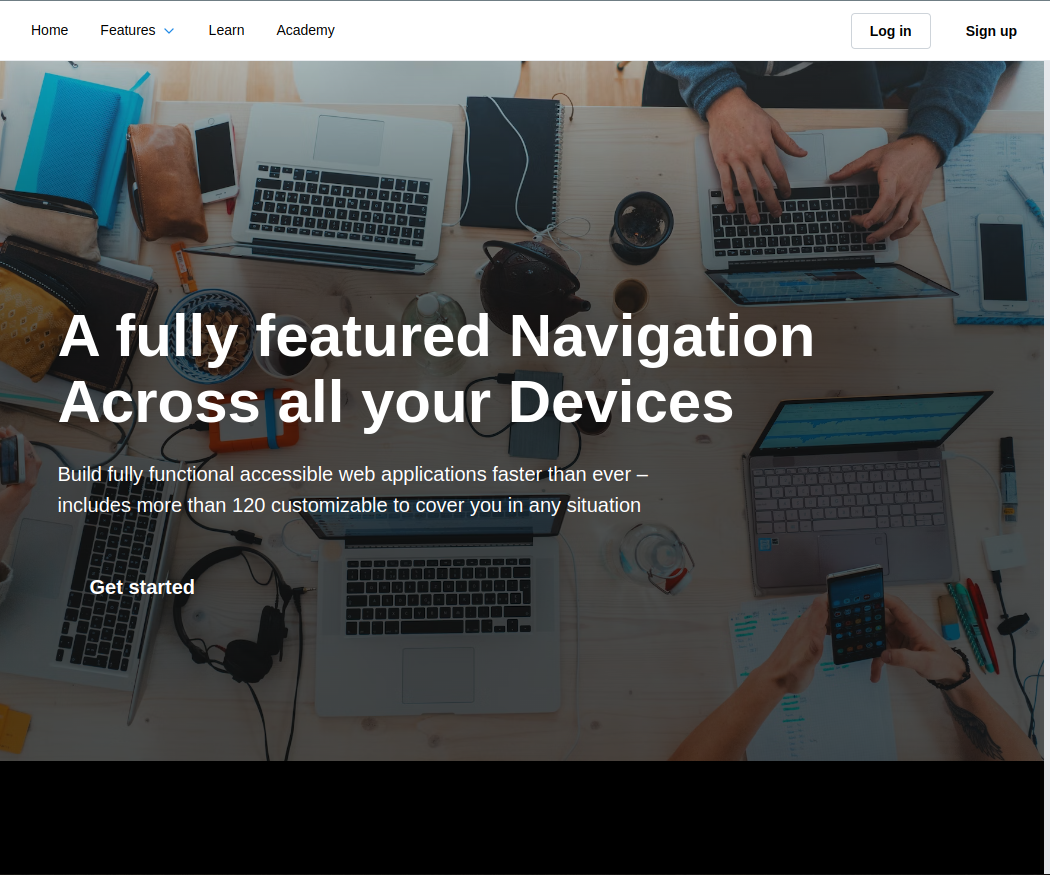 Home Features Learn Academy Log in Sign up
A fully featured Navigation
Across all your Devices
Build fully functional accessible web applications faster than ever –
includes more than 120 customizable to cover you in any situation
Get started